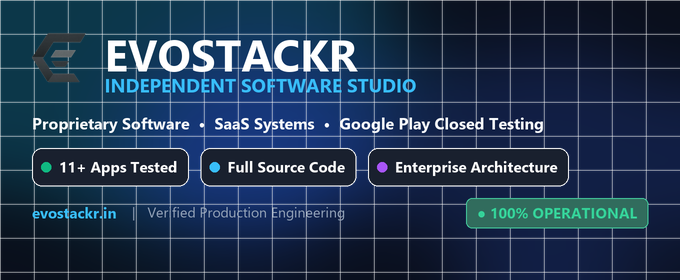 EVOSTACKR
INDEPENDENT SOFTWARE STUDIO
Proprietary Software • SaaS Systems • Google Play Closed Testing
11+ Apps Tested
Full Source Code
Enterprise Architecture
evostackr.in | Verified Production Engineering
100% OPERATIONAL